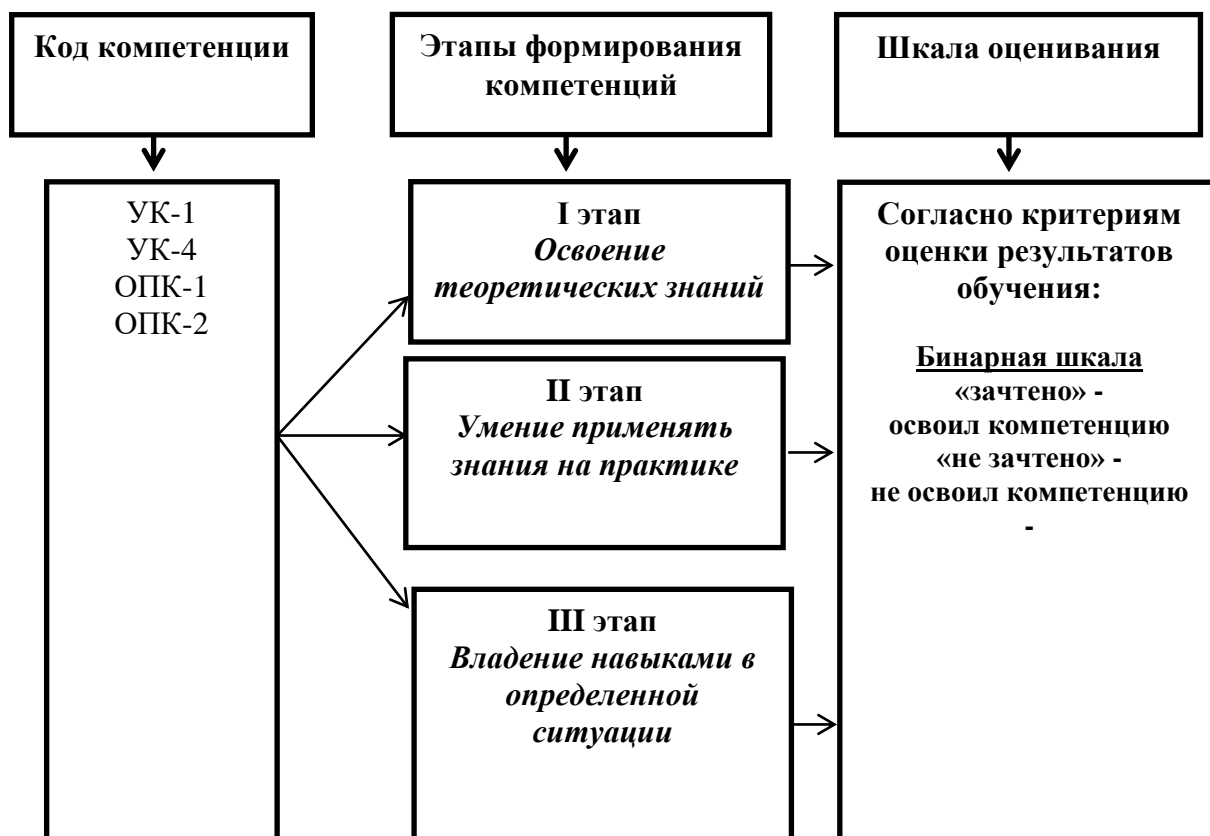 Код компетенции
Этапы формирования
компетенций
Шкала оценивания
УК-1
УК-4
ОПК-1
ОПК-2
I этап
Освоение
теоретических знаний
II этап
Умение применять
знания на практике
III этап
Владение навыками в
определенной
ситуации
Согласно критериям
оценки результатов
обучения:
Бинарная шкала
«зачтено» -
освоил компетенцию
«не зачтено» -
не освоил компетенцию
-